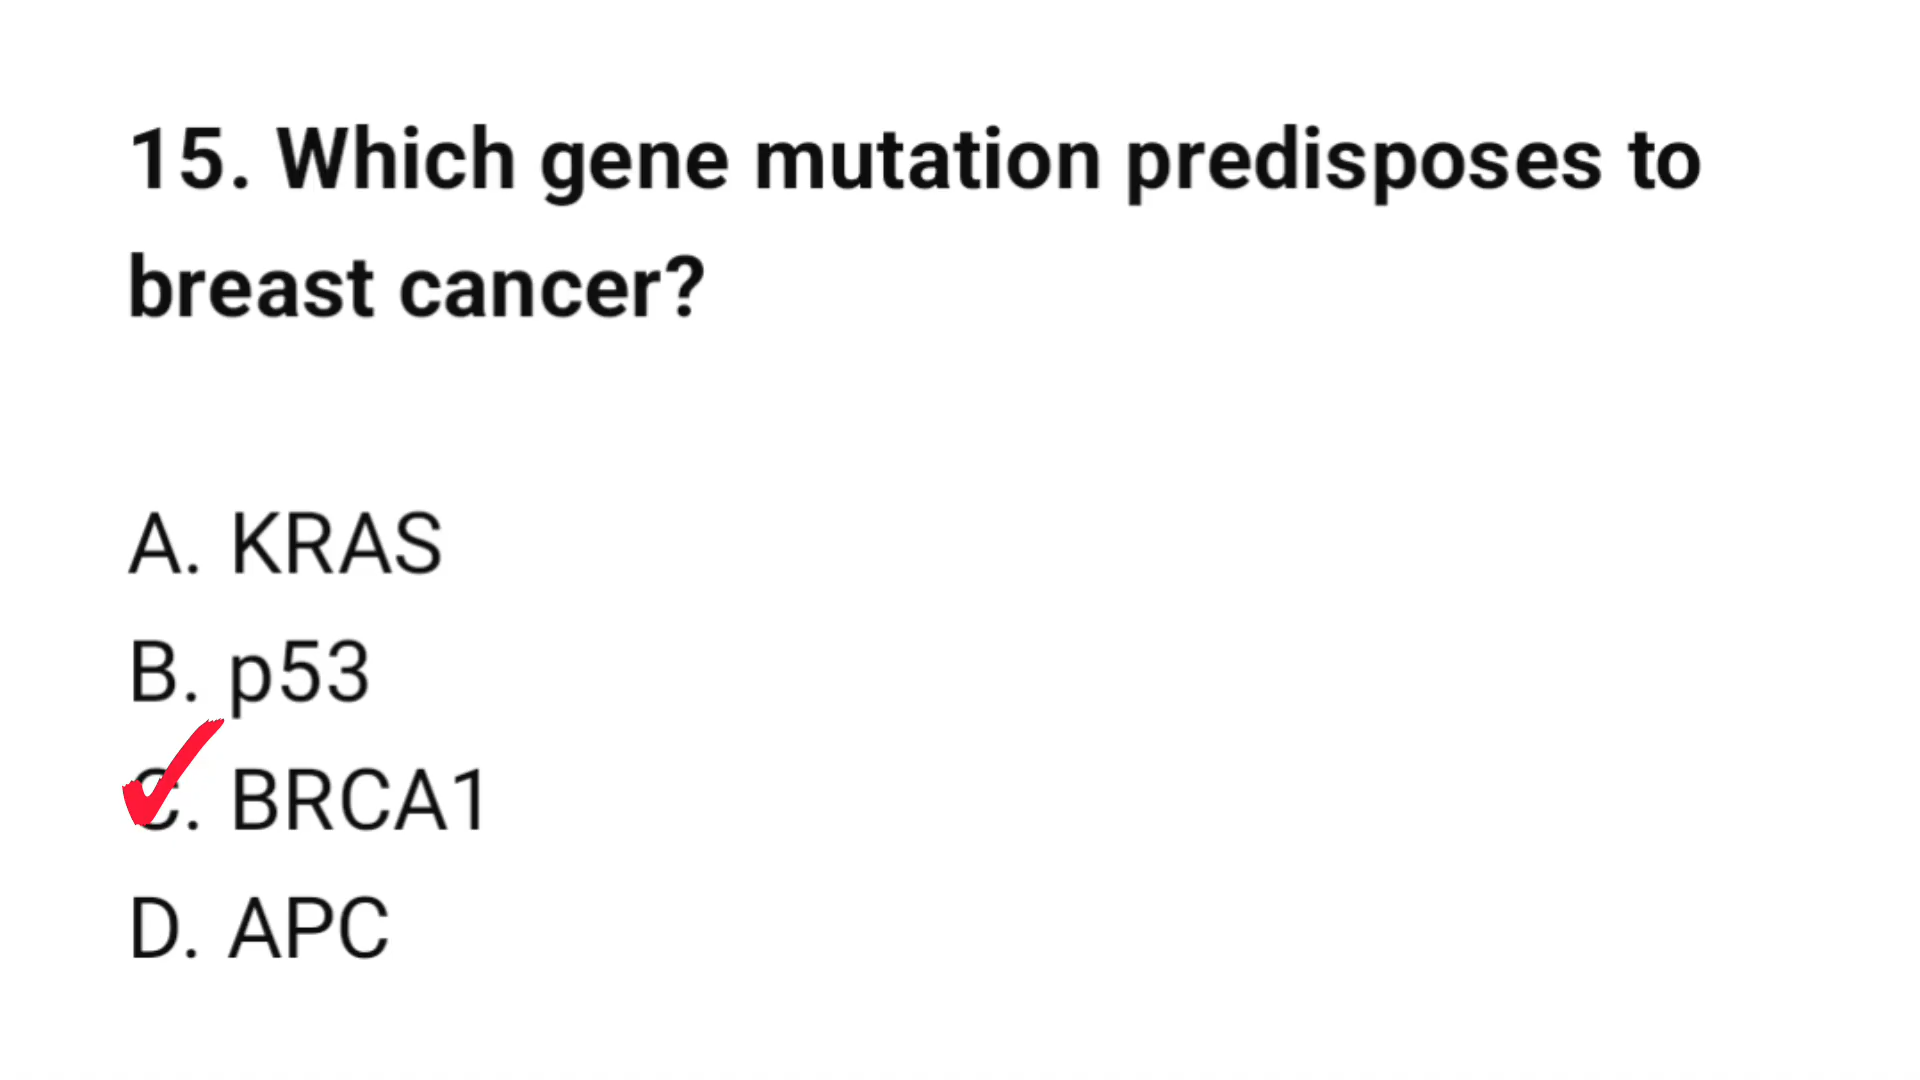 15. Which gene mutation predisposes to
breast cancer?
A. KRAS
B. p53
C. BRCA1
D. APC